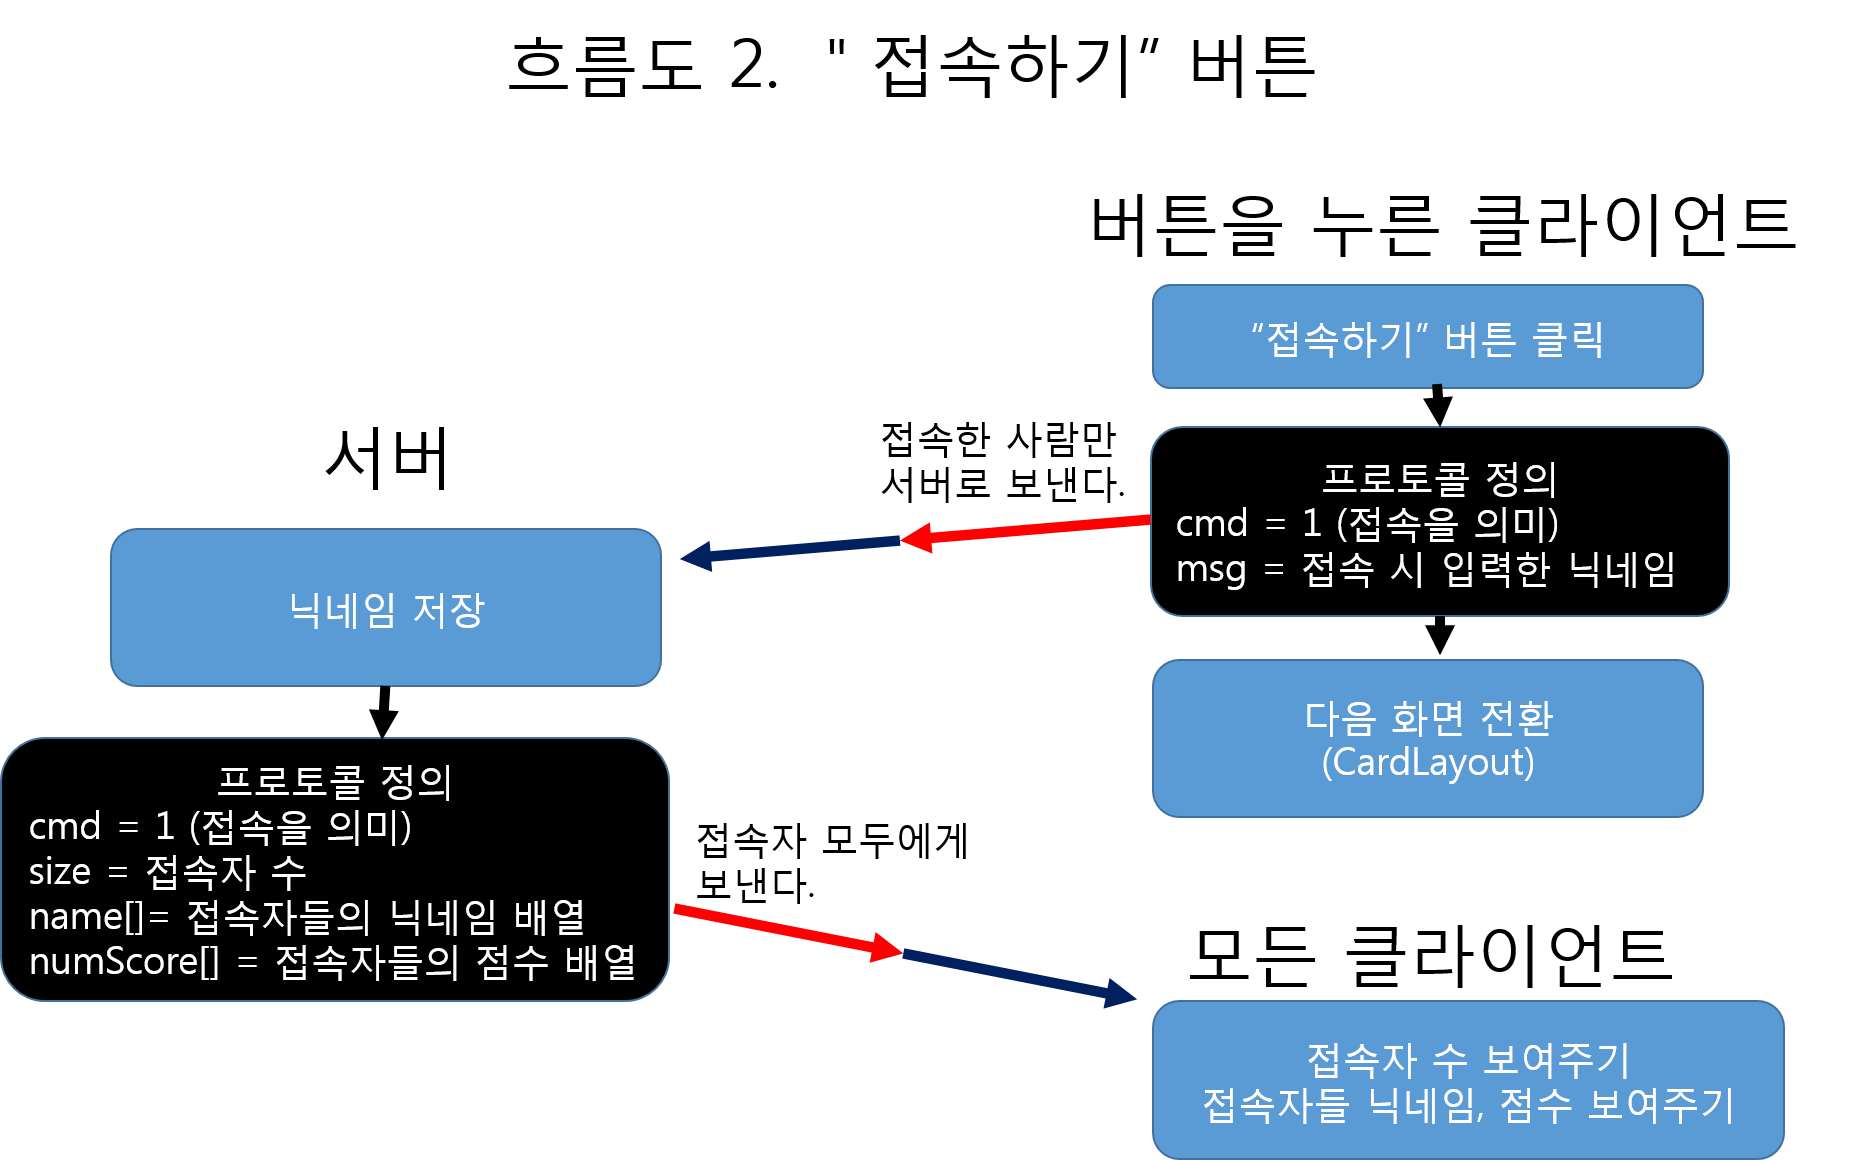 흐름도 2.  " 접속하기” 버튼
버튼을 누른 클라이언트
“접속하기” 버튼 클릭
프로토콜 정의
cmd = 1 (접속을 의미)
msg = 접속 시 입력한 닉네임
다음 화면 전환
(CardLayout)
접속한 사람만
서버로 보낸다.
서버
닉네임 저장
프로토콜 정의
cmd = 1 (접속을 의미)
size = 접속자 수
name[]= 접속자들의 닉네임 배열
numScore[] = 접속자들의 점수 배열
접속자 모두에게
보낸다.
모든 클라이언트
접속자 수 보여주기
접속자들 닉네임, 점수 보여주기